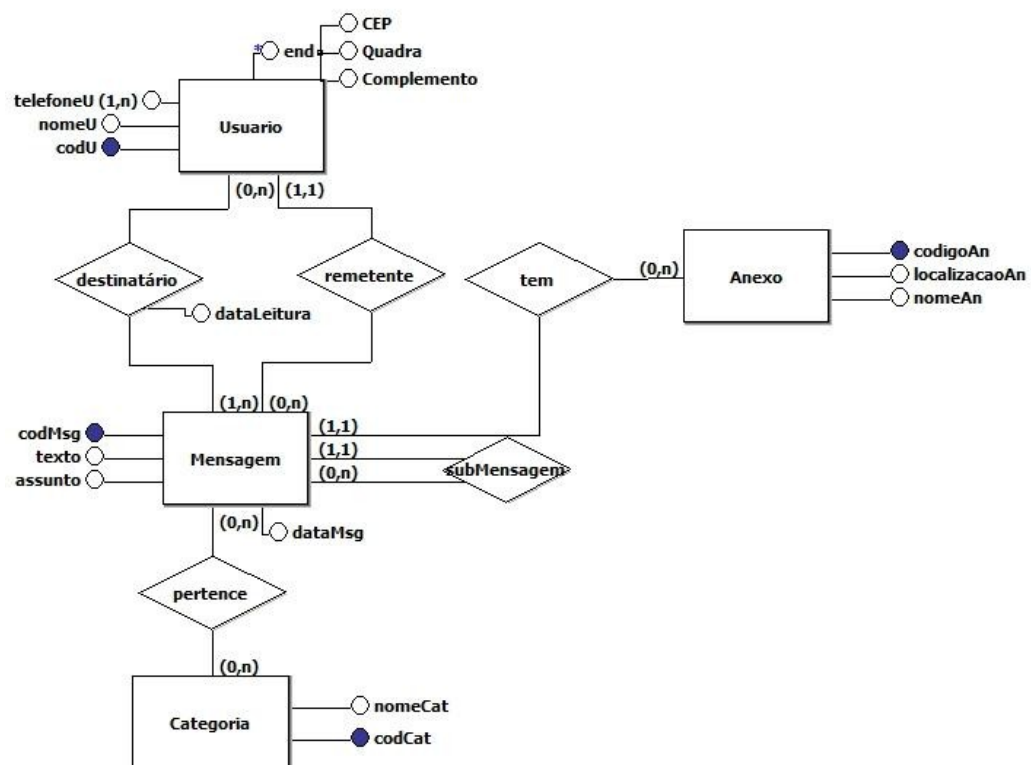 CEP
* end
Quadra
Complemento
telefoneU (1,n)
nomeU
codU
Usuario
(0,n) (1,1)
destinatário
remetente
dataLeitura
tem
(0,n)
Anexo
codigoAn
localizacaoAn
nomeAn
(1,n) (0,n)
codMsg
texto
assunto
Mensagem
(1,1)
(1,1)
(0,n)
subMensagem
(0,n)
dataMsg
pertence
(0,n)
Categoria
nomeCat
codCat